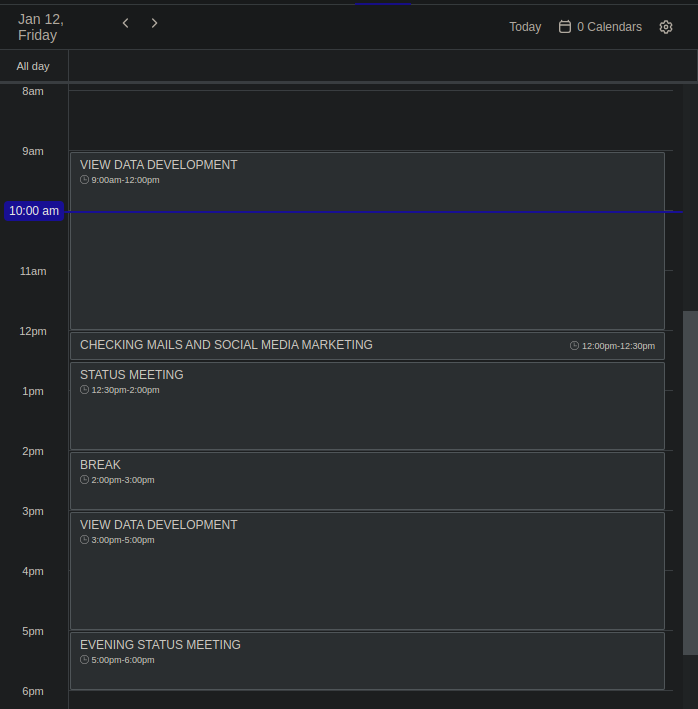 Jan 12,
Friday
Today
0 Calendars
All day
8am
9am
VIEW DATA DEVELOPMENT
9:00am-12:00pm
10:00 am
11am
12pm
CHECKING MAILS AND SOCIAL MEDIA MARKETING
12:00pm-12:30pm
STATUS MEETING
12:30pm-2:00pm
1pm
2pm
BREAK
2:00pm-3:00pm
3pm
VIEW DATA DEVELOPMENT
3:00pm-5:00pm
4pm
5pm
EVENING STATUS MEETING
5:00pm-6:00pm
6pm